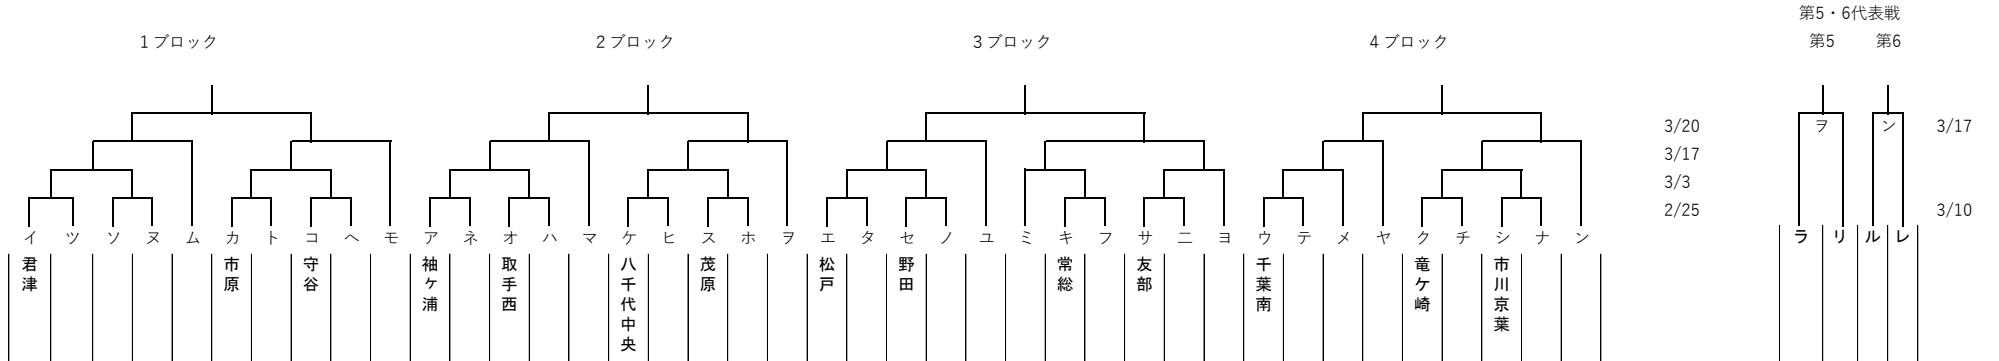 第5・6代表戦
1ブロック
2ブロック
3ブロック
4ブロック
第5 第6
3/20 ヲ ン 3/17
3/17
3/3
2/25 3/10
イ ツ ソ ヌ ム カ ト コ ヘ モ ア ネ オ ハ マ ケ ヒ ス ホ ヲ エ タ セ ノ ユ ミ キ フ サ ニ ヨ ウ テ メ ヤ ク チ シ ナ ン ラ リ ル レ
君津
市原
守谷
袖ヶ浦
取手西
八千代中央
茂原
松戸
野田
常総
友部
千葉南
竜ケ崎
市川京葉